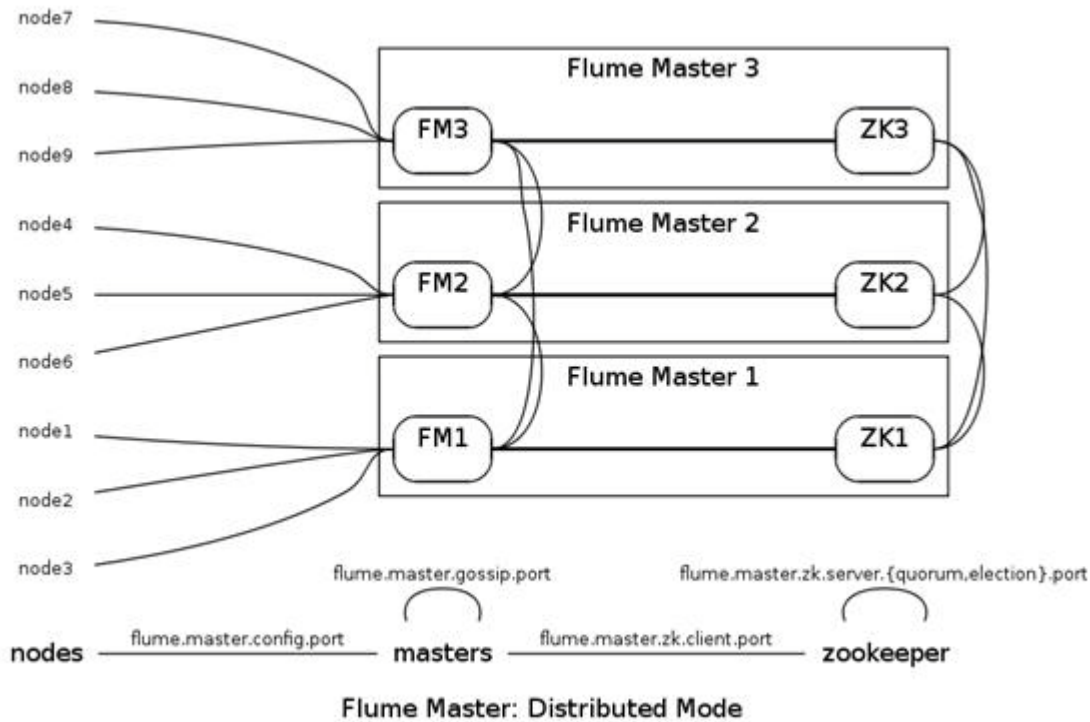 node7
node8
node9
node4
node5
node6
node1
node2
node3
Flume Master 3
FM3
ZK3
Flume Master 2
FM2
ZK2
Flume Master 1
FM1
ZK1
flume.master.gossip.port
flume.master.zk.server.{quorum,election}.port
flume.master.config.port
flume.master.zk.client.port
nodes
masters
zookeeper
Flume Master: Distributed Mode